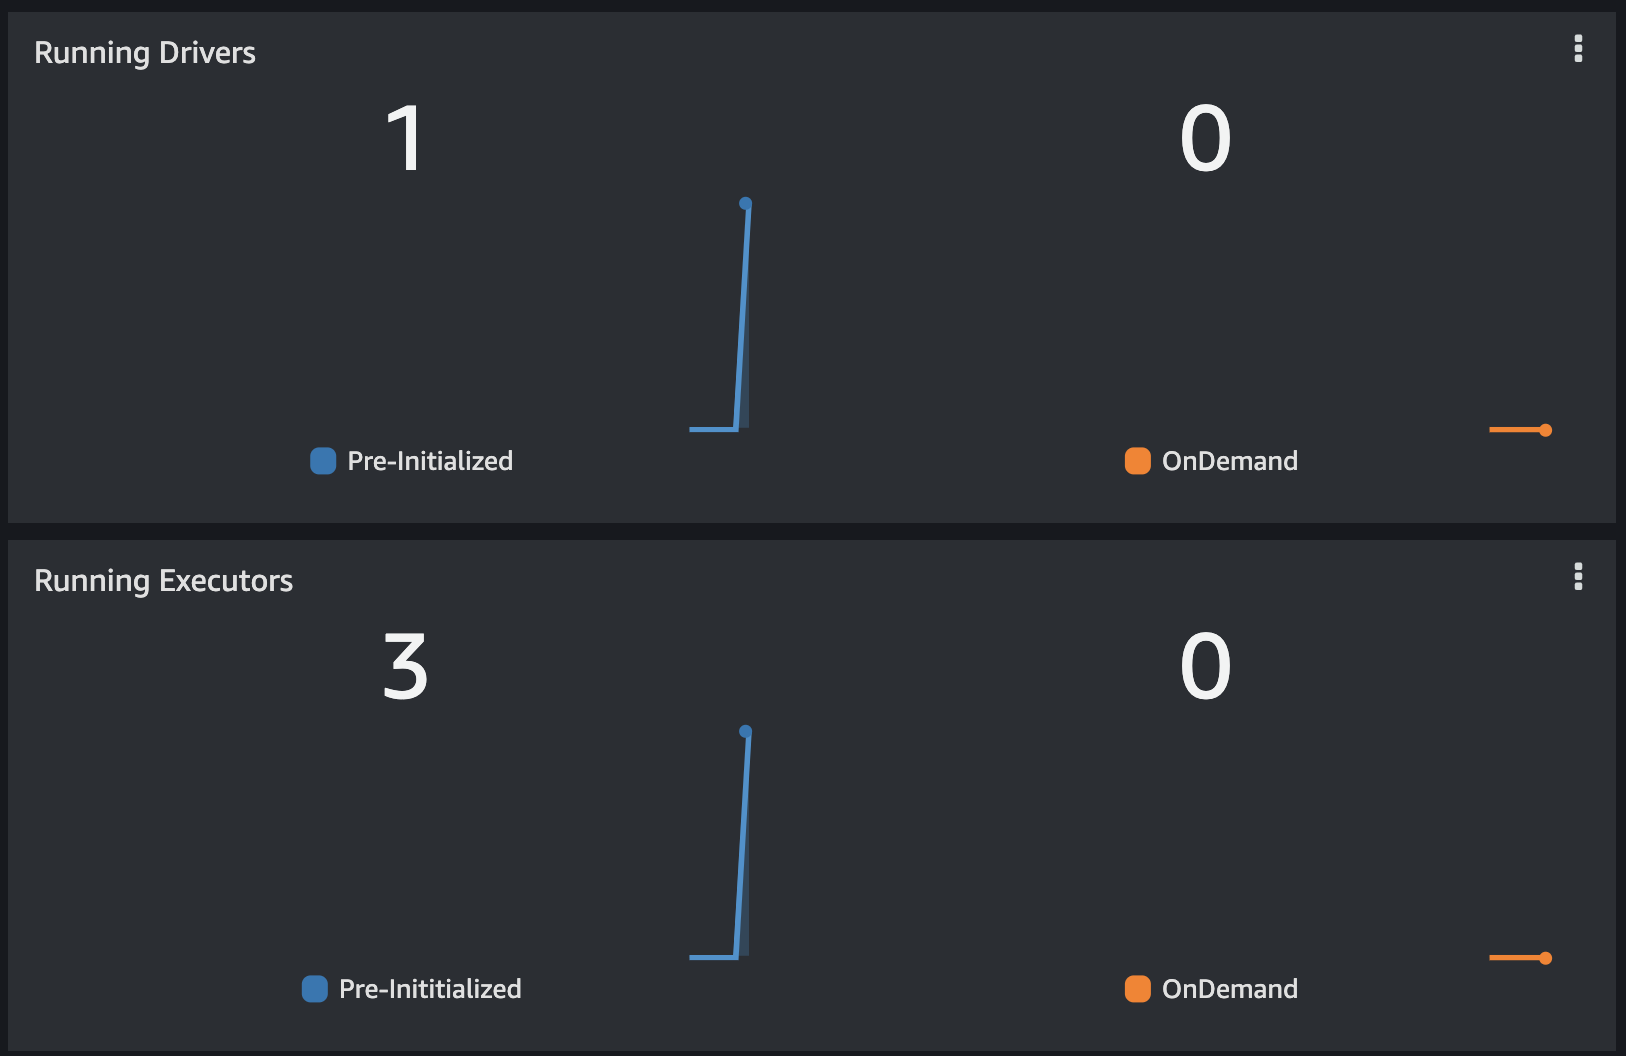 Running Drivers
1
0
Pre-Initialized
OnDemand
Running Executors
3
0
Pre-Inititialized
OnDemand